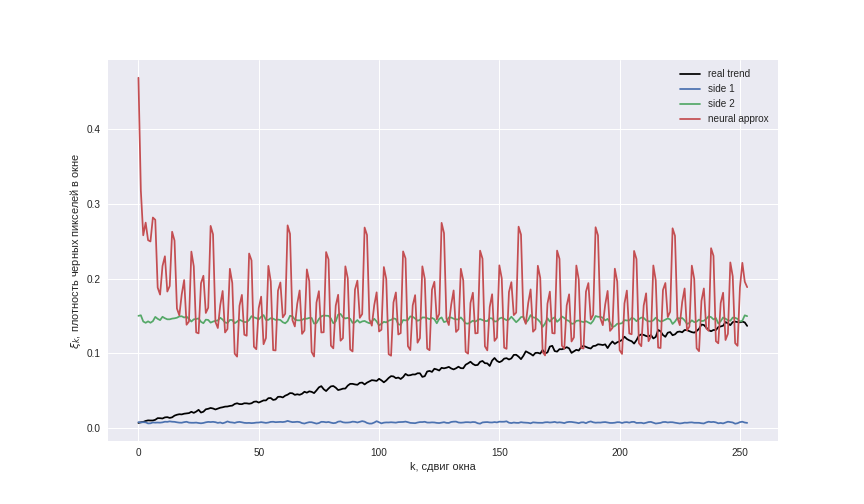 real trend
side 1
side 2
neural approx
0.4
0.3
0.2
0.1
0.0
ξk, плотность черных пикселей в окне
0 50 100 150 200 250
k, сдвиг окна